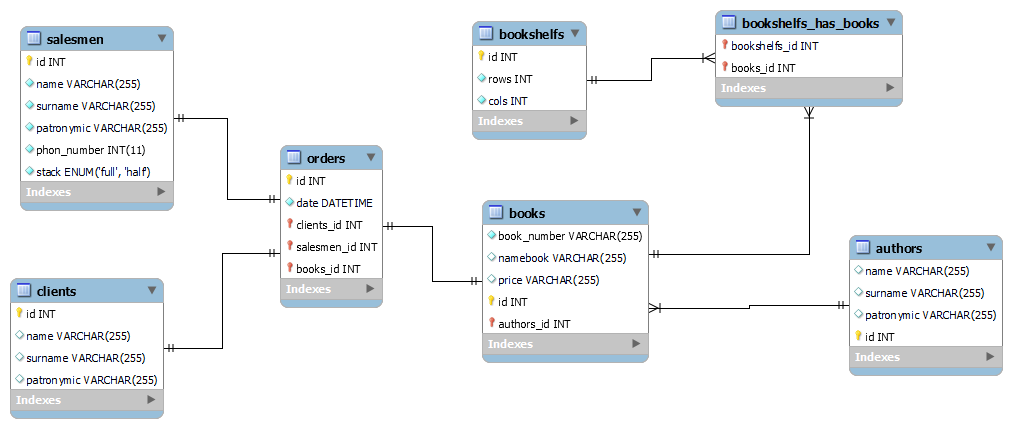 salesmen
id INT
name VARCHAR(255)
surname VARCHAR(255)
patronymic VARCHAR(255)
phon_number INT(11)
stack ENUM('full', 'half')
Indexes
clients
id INT
name VARCHAR(255)
surname VARCHAR(255)
patronymic VARCHAR(255)
Indexes
orders
id INT
date DATETIME
clients_id INT
salesmen_id INT
books_id INT
Indexes
bookshelfs
id INT
rows INT
cols INT
Indexes
books
book_number VARCHAR(255)
namebook VARCHAR(255)
price VARCHAR(255)
id INT
authors_id INT
Indexes
bookshelfs_has_books
bookshelfs_id INT
books_id INT
Indexes
authors
name VARCHAR(255)
surname VARCHAR(255)
patronymic VARCHAR(255)
id INT
Indexes